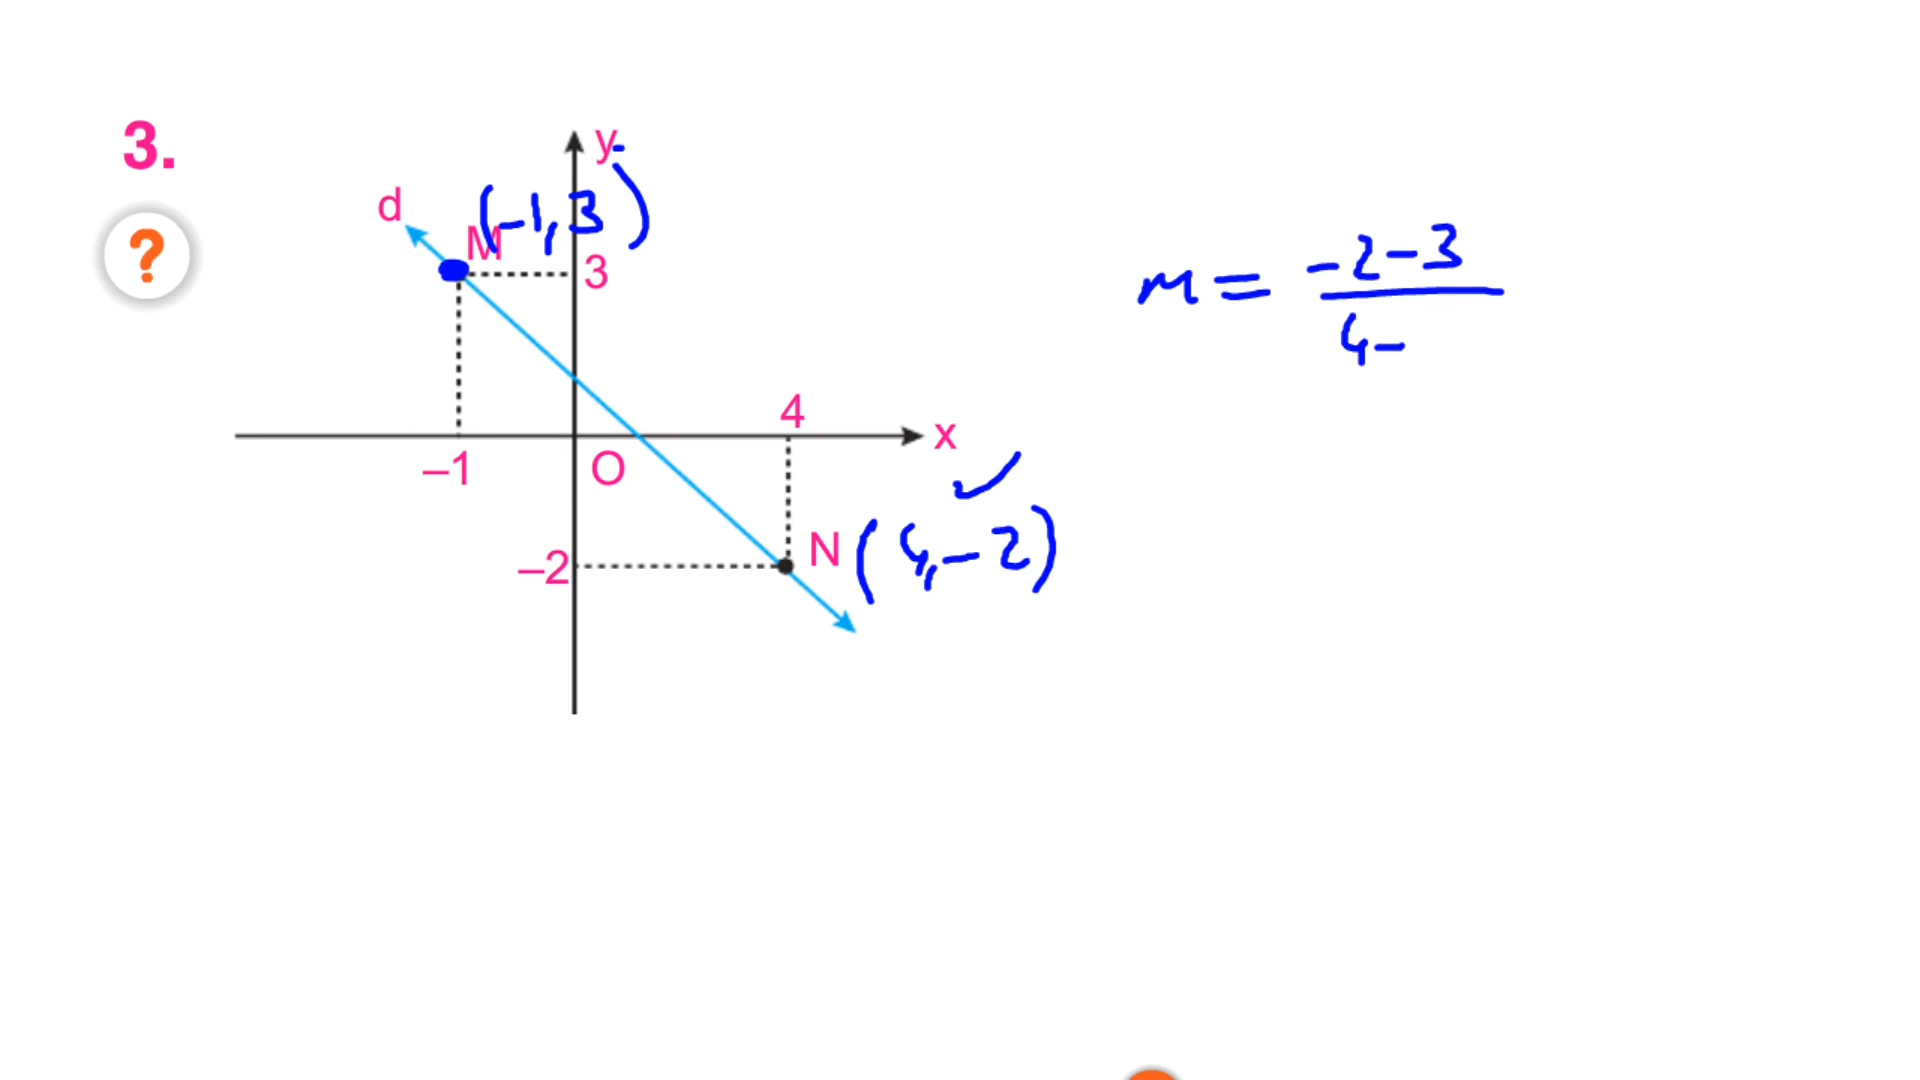 3.
?
y
d
M
(-1,3)
3
m = -2-3
4-
4
x
–1
O
–2
N (4,-2)